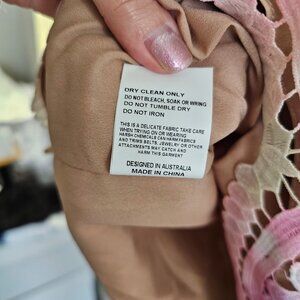 DRY CLEAN ONLY
DO NOT BLEACH, SOAK OR WRING
DO NOT TUMBLE DRY
DO NOT IRON
THIS IS A DELICATE FABRIC TAKE CARE
WHEN TRYING ON OR WEARING
HARSH CHEMICALS CAN HARM FABRICS
AND TRIMS BELTS, JEWELRY OR OTHER
ATTACHMENTS MAY CATCH AND
HARM THIS GARMENT
DESIGNED IN AUSTRALIA
MADE IN CHINA